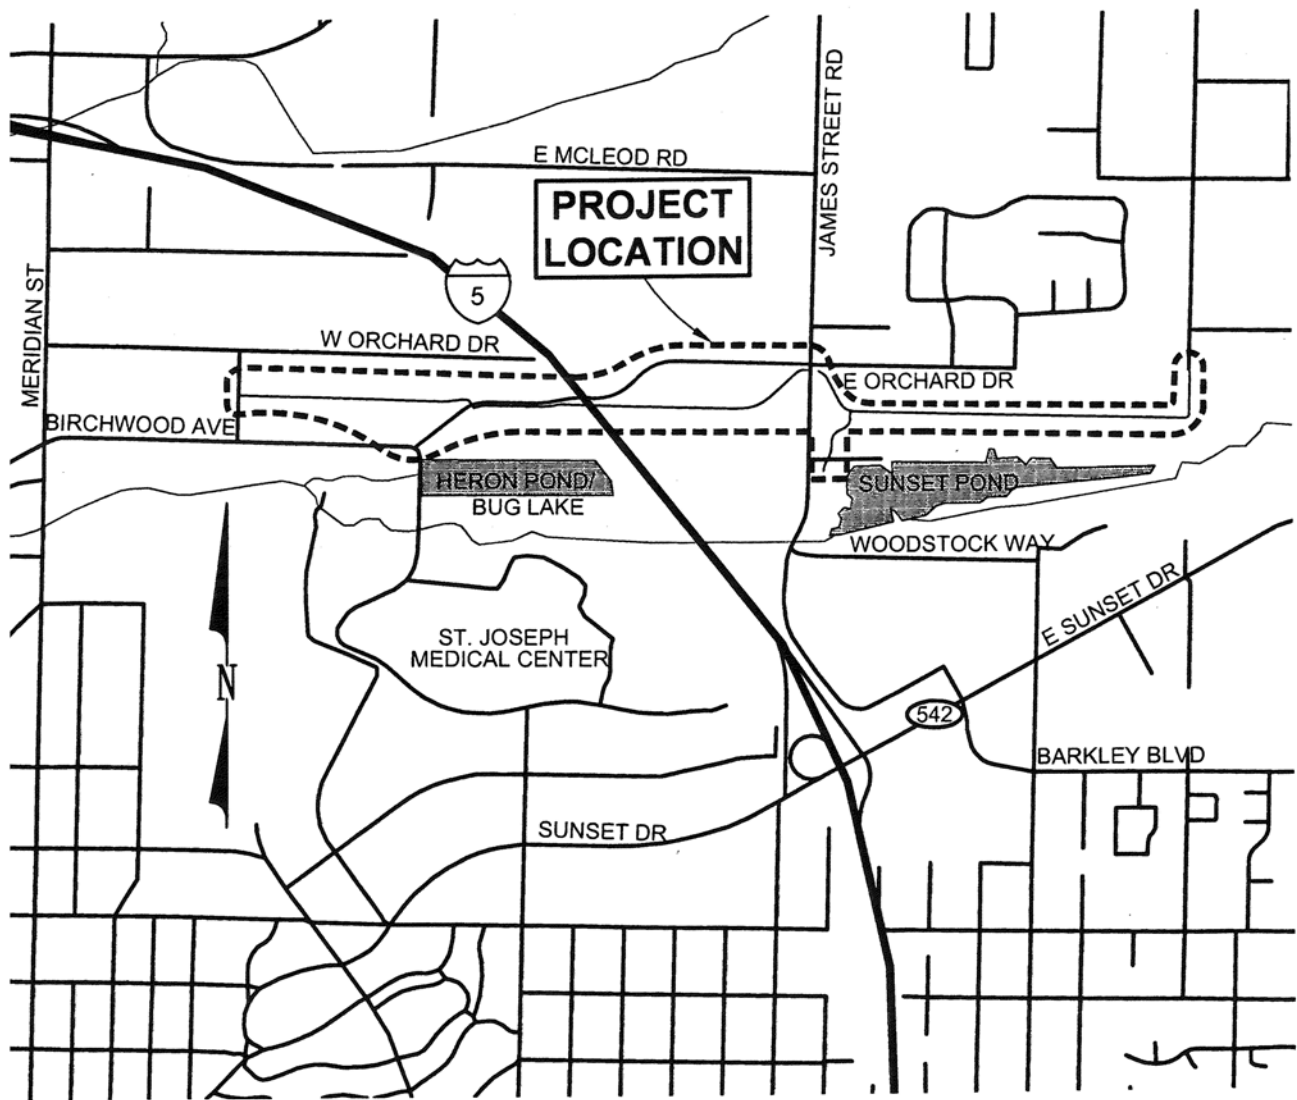 JAMES STREET RD
E MCLEOD RD
PROJECT
LOCATION
5
MERIDIAN ST
W ORCHARD DR
E ORCHARD DR
BIRCHWOOD AVE
HERON POND/
BUG LAKE
SUNSET POND
WOODSTOCK WAY
E SUNSET DR
ST. JOSEPH
MEDICAL CENTER
N
542
BARKLEY BLVD
SUNSET DR